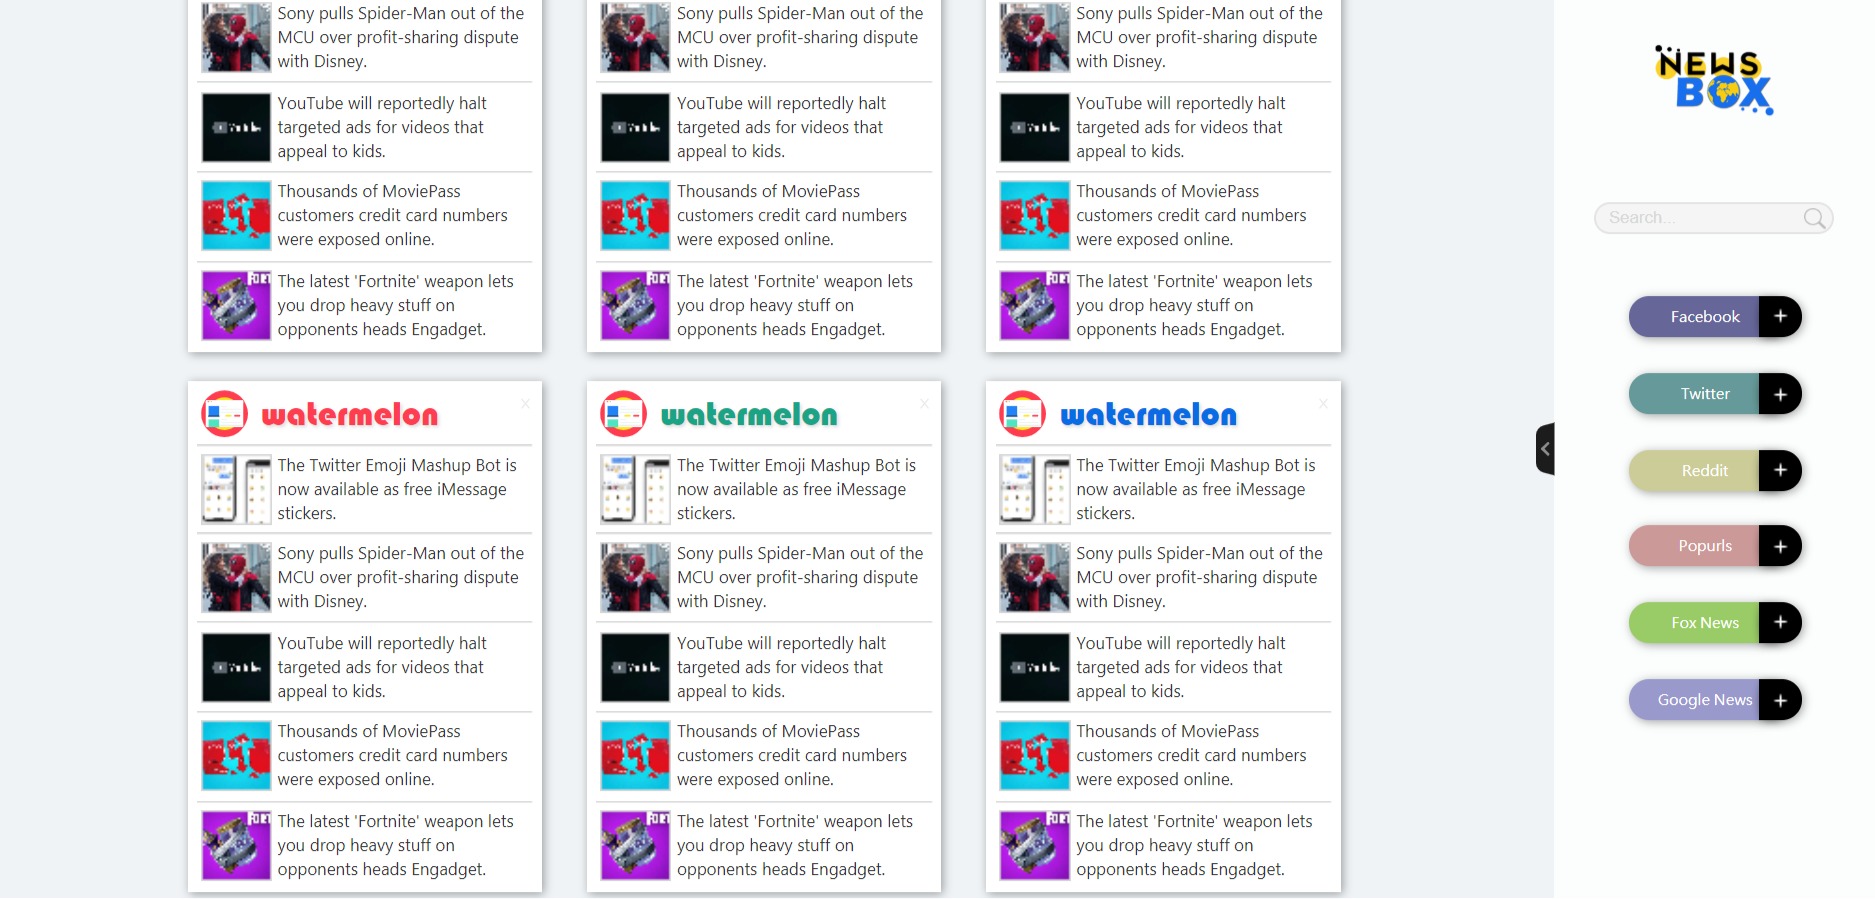 Sony pulls Spider-Man out of the
MCU over profit-sharing dispute
with Disney.
YouTube will reportedly halt
targeted ads for videos that
appeal to kids.
Thousands of MoviePass
customers credit card numbers
were exposed online.
FORT
The latest 'Fortnite' weapon lets
you drop heavy stuff on
opponents heads Engadget.
Sony pulls Spider-Man out of the
MCU over profit-sharing dispute
with Disney.
YouTube will reportedly halt
targeted ads for videos that
appeal to kids.
Thousands of MoviePass
customers credit card numbers
were exposed online.
FORT
The latest 'Fortnite' weapon lets
you drop heavy stuff on
opponents heads Engadget.
Sony pulls Spider-Man out of the
MCU over profit-sharing dispute
with Disney.
YouTube will reportedly halt
targeted ads for videos that
appeal to kids.
Thousands of MoviePass
customers credit card numbers
were exposed online.
FORT
The latest 'Fortnite' weapon lets
you drop heavy stuff on
opponents heads Engadget.
watermelon x
The Twitter Emoji Mashup Bot is
now available as free iMessage
stickers.
Sony pulls Spider-Man out of the
MCU over profit-sharing dispute
with Disney.
YouTube will reportedly halt
targeted ads for videos that
appeal to kids.
Thousands of MoviePass
customers credit card numbers
were exposed online.
FORT
The latest 'Fortnite' weapon lets
you drop heavy stuff on
opponents heads Engadget.
watermelon x
The Twitter Emoji Mashup Bot is
now available as free iMessage
stickers.
Sony pulls Spider-Man out of the
MCU over profit-sharing dispute
with Disney.
YouTube will reportedly halt
targeted ads for videos that
appeal to kids.
Thousands of MoviePass
customers credit card numbers
were exposed online.
FORT
The latest 'Fortnite' weapon lets
you drop heavy stuff on
opponents heads Engadget.
watermelon x
The Twitter Emoji Mashup Bot is
now available as free iMessage
stickers.
Sony pulls Spider-Man out of the
MCU over profit-sharing dispute
with Disney.
YouTube will reportedly halt
targeted ads for videos that
appeal to kids.
Thousands of MoviePass
customers credit card numbers
were exposed online.
FORT
The latest 'Fortnite' weapon lets
you drop heavy stuff on
opponents heads Engadget.
NEWS
BOX
Search...
Facebook +
Twitter +
Reddit +
Popurls +
Fox News +
Google News +